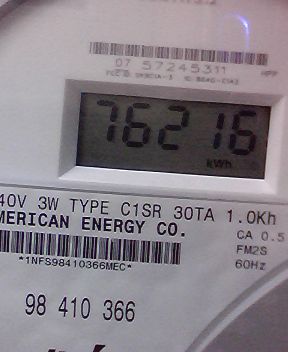 07 57245311
HPP
76216
kWh
40V 3W TYPE C1SR 30TA 1.0Kh
MERICAN ENERGY CO.
CA 0.5
FM2S
*1NFS98410366MEC*
60Hz
98 410 366